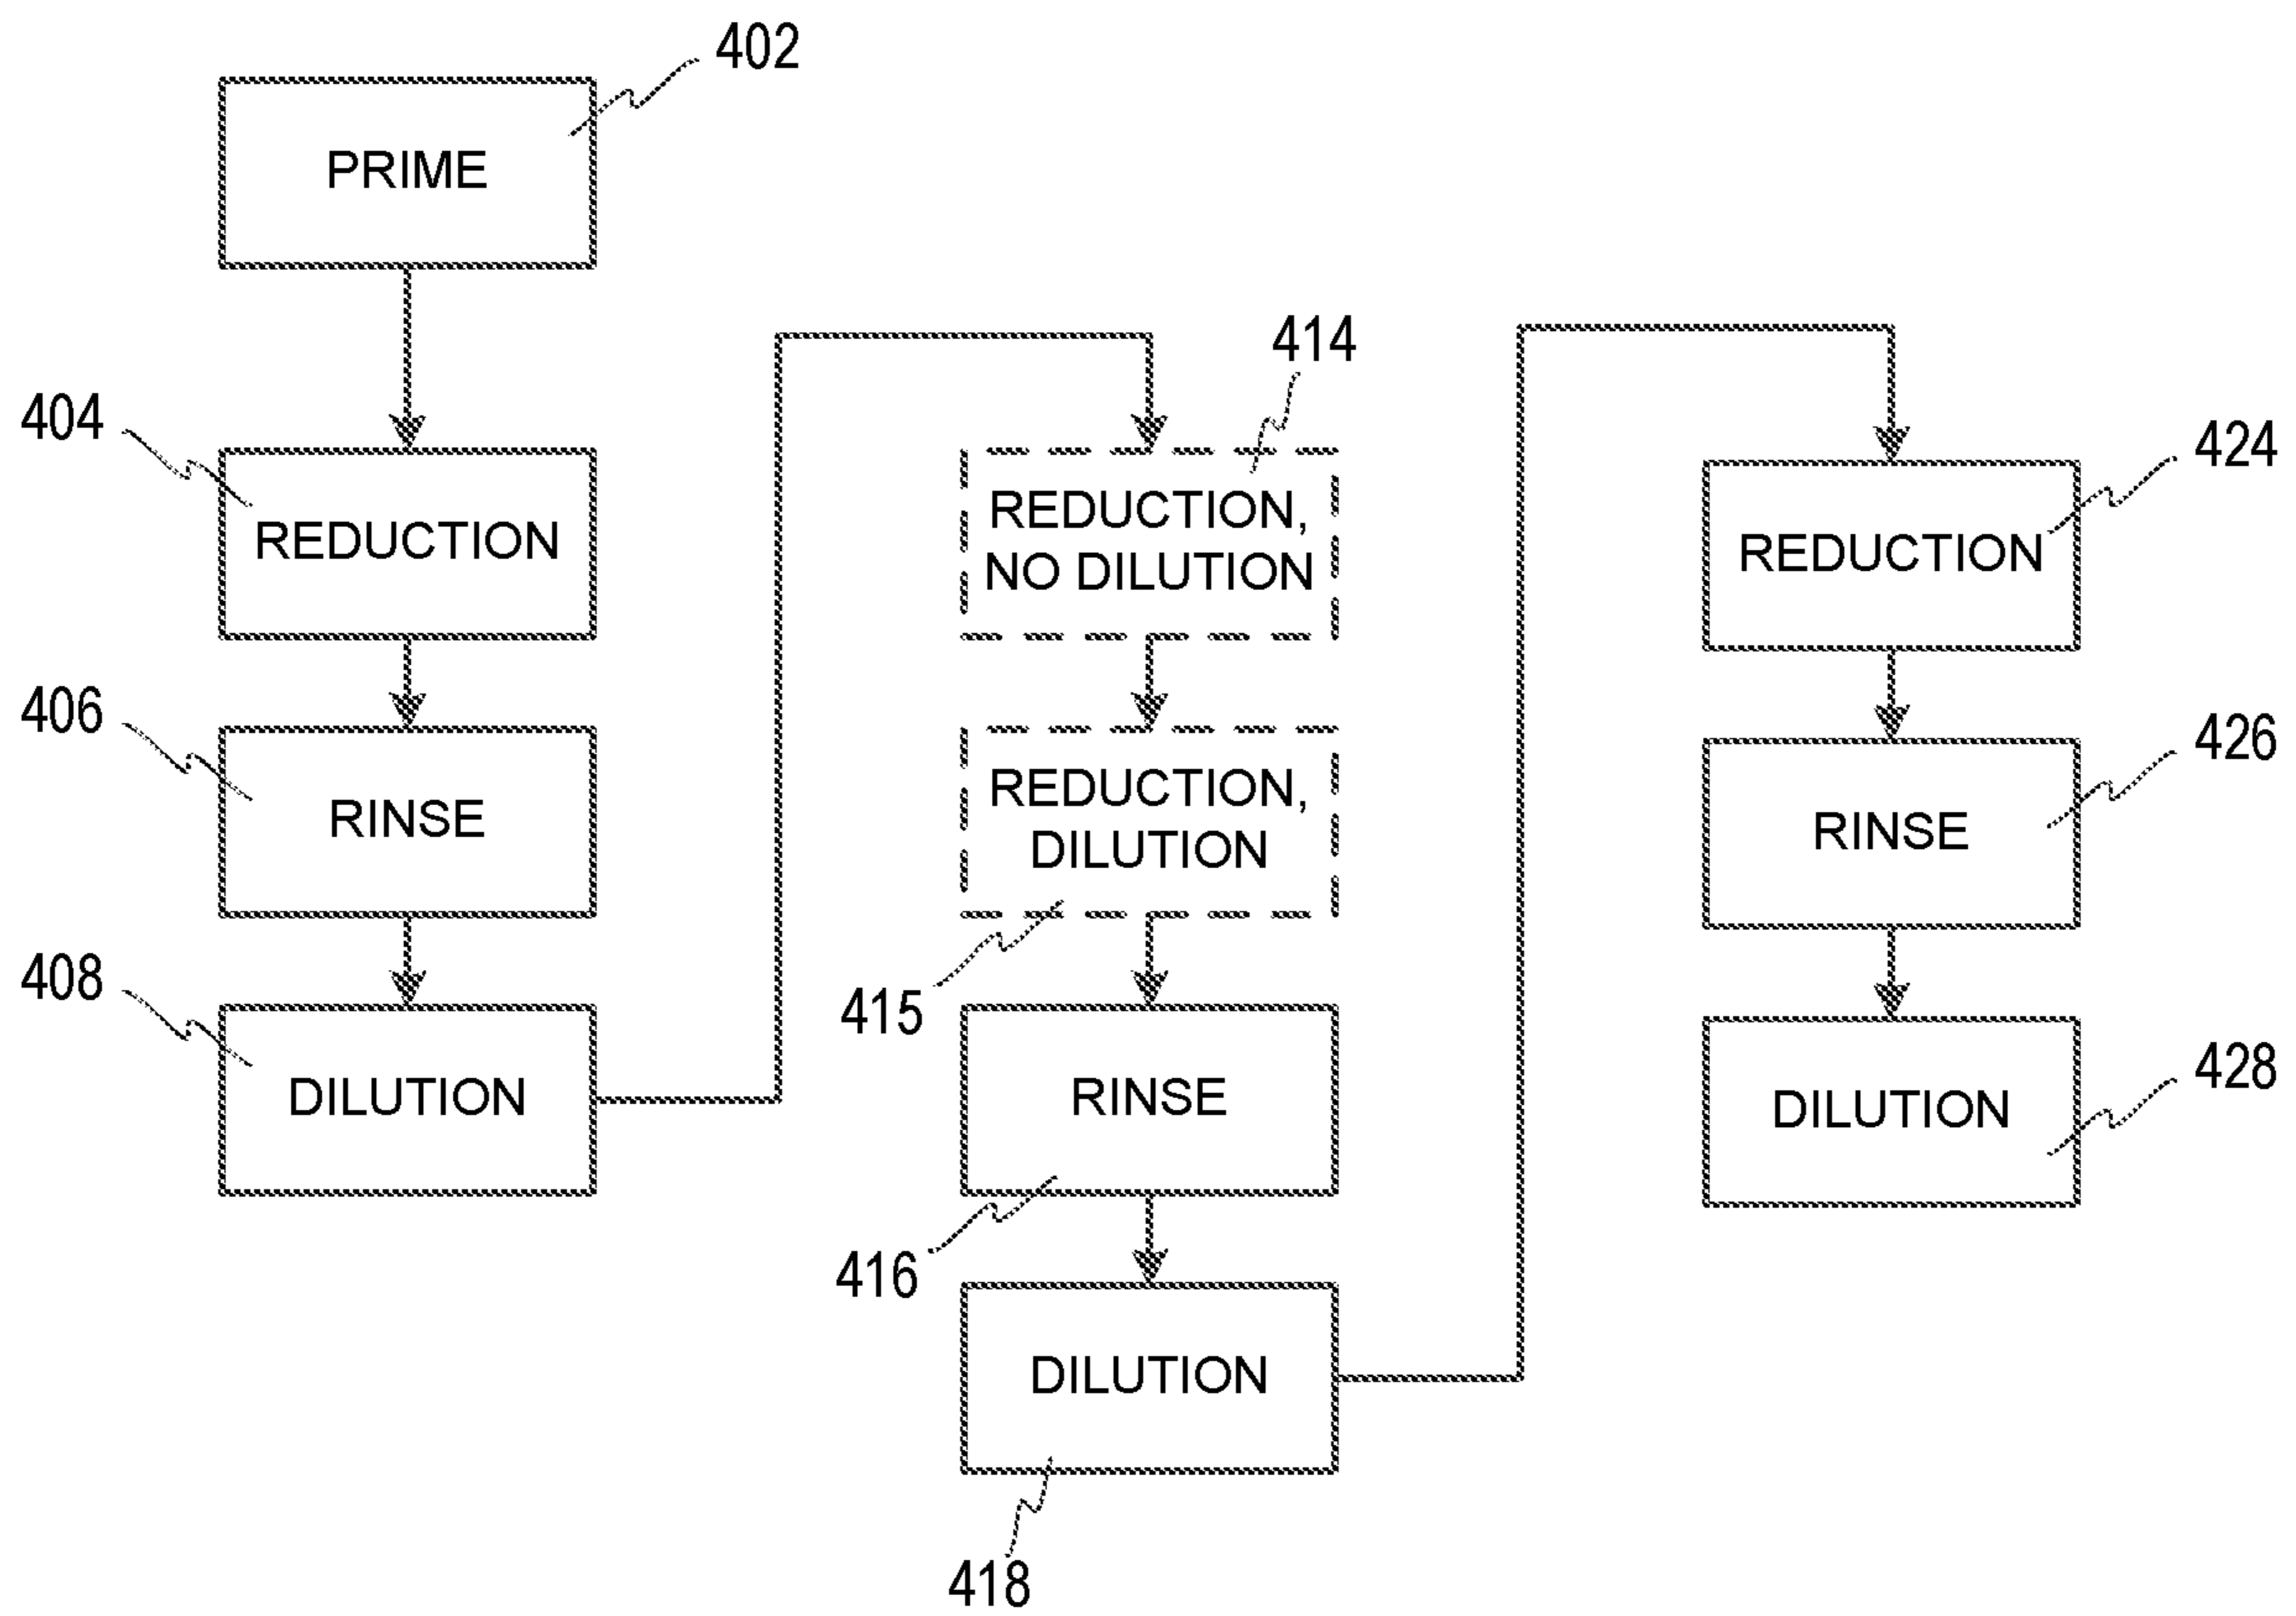 402
PRIME
404
REDUCTION
406
RINSE
408
DILUTION
414
REDUCTION,
NO DILUTION
REDUCTION,
DILUTION
415
RINSE
416
DILUTION
418
424
REDUCTION
426
RINSE
428
DILUTION